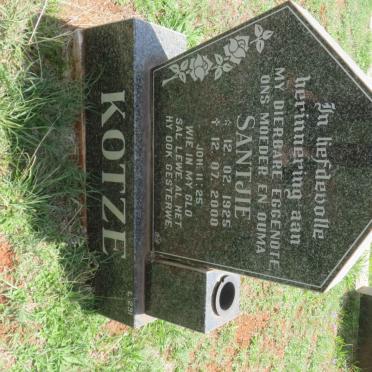 In liefdevolle
herinnering aan
MY DIERBARE EGGENOTE
ONS MOEDER EN OUMA
SANTJIE
☆ 12. 02. 1925
✝ 12. 07. 2000
JOH. 11:25.
WIE IN MY GLO
SAL LEWE, AL HET
HY OOK GESTERWE.
KOTZE